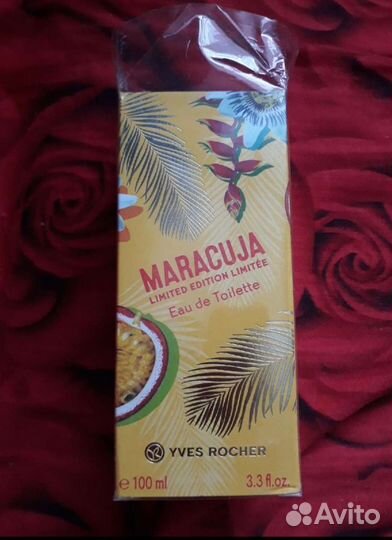 MARACUJA
LIMITED EDITION LIMITÉE
Eau de Toilette
YVES ROCHER
e 100 ml 3.3 fl.oz.
Avito